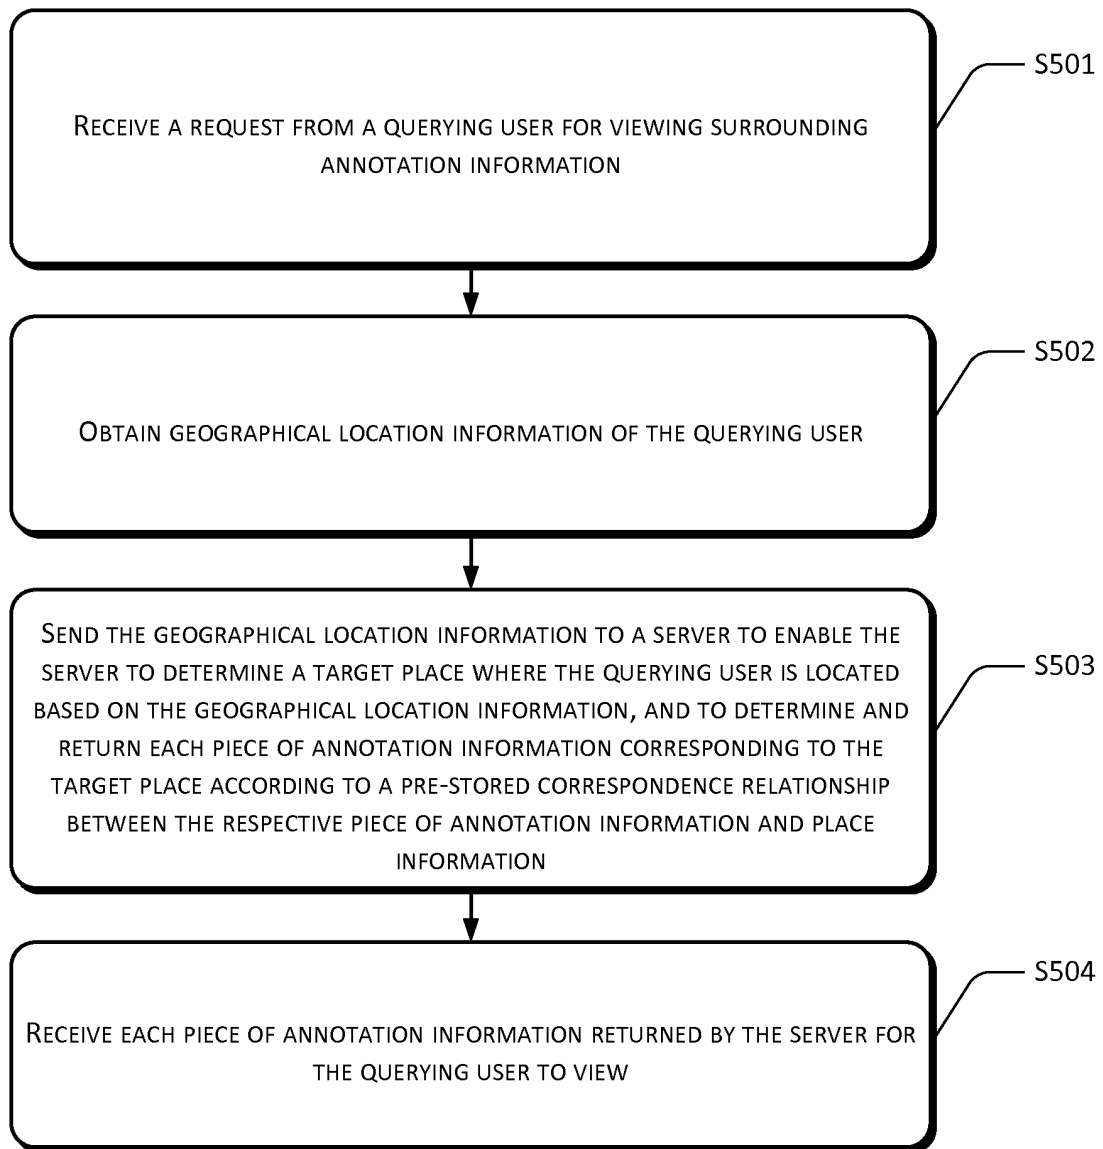 RECEIVE A REQUEST FROM A QUERYING USER FOR VIEWING SURROUNDING
ANNOTATION INFORMATION
S501
OBTAIN GEOGRAPHICAL LOCATION INFORMATION OF THE QUERYING USER
S502
SEND THE GEOGRAPHICAL LOCATION INFORMATION TO A SERVER TO ENABLE THE
SERVER TO DETERMINE A TARGET PLACE WHERE THE QUERYING USER IS LOCATED
BASED ON THE GEOGRAPHICAL LOCATION INFORMATION, AND TO DETERMINE AND
RETURN EACH PIECE OF ANNOTATION INFORMATION CORRESPONDING TO THE
TARGET PLACE ACCORDING TO A PRE-STORED CORRESPONDENCE RELATIONSHIP
BETWEEN THE RESPECTIVE PIECE OF ANNOTATION INFORMATION AND PLACE
INFORMATION
S503
RECEIVE EACH PIECE OF ANNOTATION INFORMATION RETURNED BY THE SERVER FOR
THE QUERYING USER TO VIEW
S504